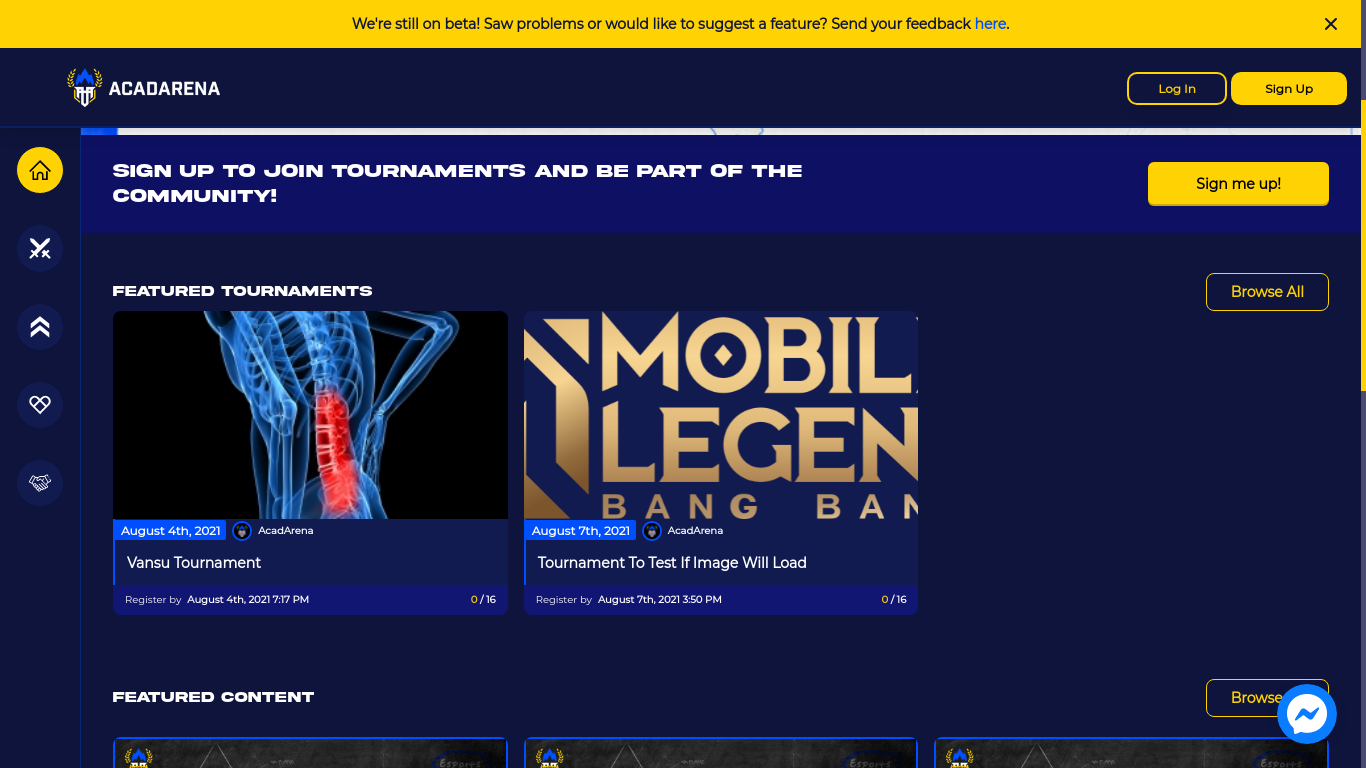 We're still on beta! Saw problems or would like to suggest a feature? Send your feedback here.
ACADARENA
Log In
Sign Up
SIGN UP TO JOIN TOURNAMENTS AND BE PART OF THE
COMMUNITY!
Sign me up!
FEATURED TOURNAMENTS
Browse All
MOBIL
LEGEN
BANG BAN
August 4th, 2021
AcadArena
Vansu Tournament
Register by August 4th, 2021 7:17 PM
0 / 16
August 7th, 2021
AcadArena
Tournament To Test If Image Will Load
Register by August 7th, 2021 3:50 PM
0 / 16
FEATURED CONTENT
Browse
Esports
Esports
Esports